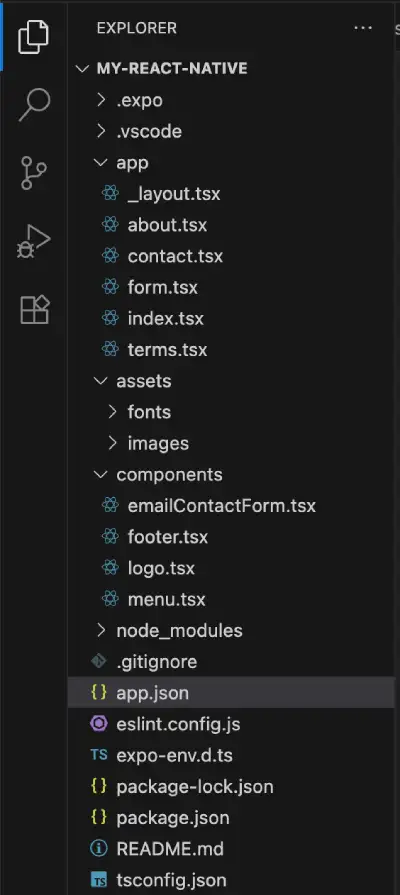 EXPLORER ...
MY-REACT-NATIVE
.expo
.vscode
app
_layout.tsx
about.tsx
contact.tsx
form.tsx
index.tsx
terms.tsx
assets
fonts
images
components
emailContactForm.tsx
footer.tsx
logo.tsx
menu.tsx
node_modules
.gitignore
{} app.json
eslint.config.js
TS expo-env.d.ts
{} package-lock.json
{} package.json
README.md
TS tsconfig.json